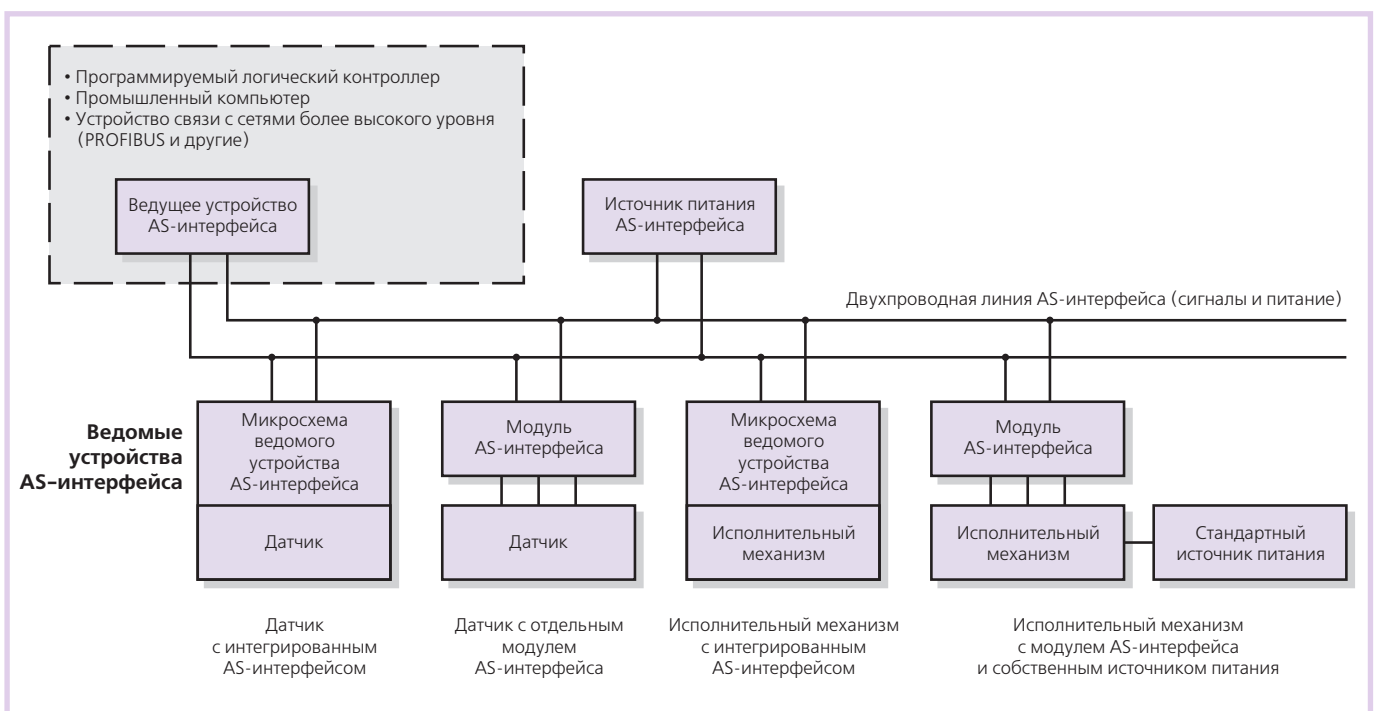 • Программируемый логический контроллер
• Промышленный компьютер
• Устройство связи с сетями более высокого уровня
(PROFIBUS и другие)
Ведущее устройство
AS-интерфейса
Источник питания
AS-интерфейса
Двухпроводная линия AS-интерфейса (сигналы и питание)
Ведомые
устройства
AS-интерфейса
Микросхема
ведомого
устройства
AS-интерфейса
Датчик
Модуль
AS-интерфейса
Датчик
Микросхема
ведомого
устройства
AS-интерфейса
Исполнительный
механизм
Модуль
AS-интерфейса
Исполнительный
механизм
Стандартный
источник питания
Датчик
с интегрированным
AS-интерфейсом
Датчик с отдельным
модулем
AS-интерфейса
Исполнительный механизм
с интегрированным
AS-интерфейсом
Исполнительный механизм
с модулем AS-интерфейса
и собственным источником питания